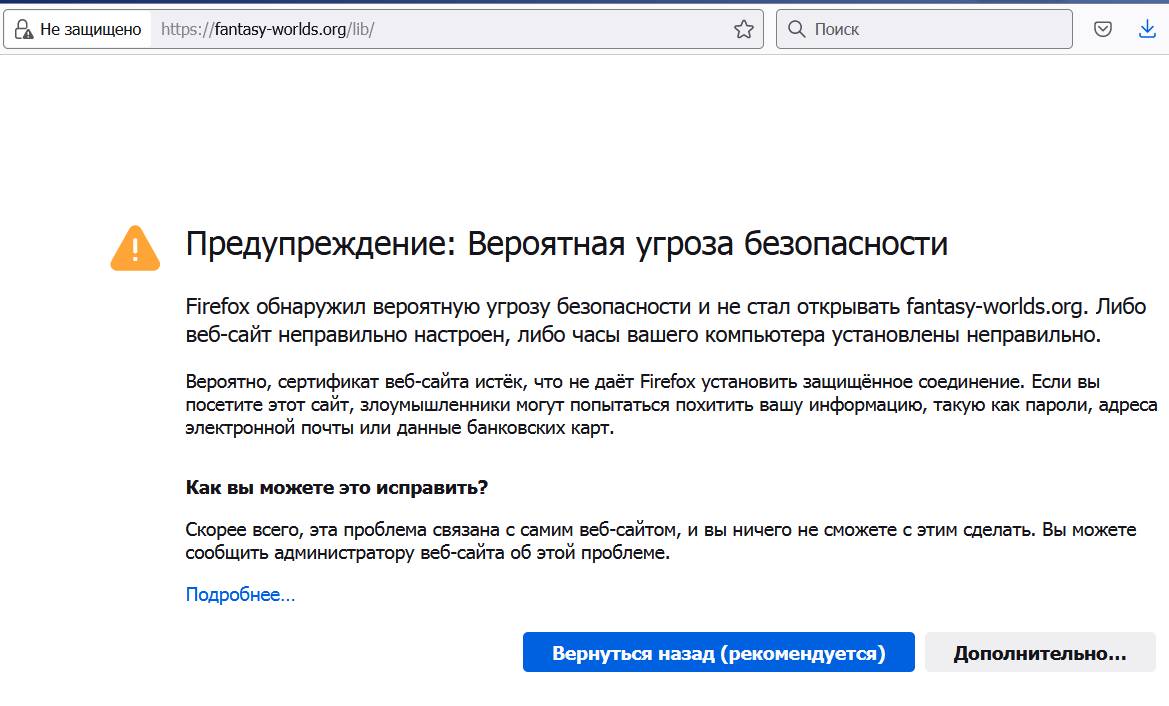 Не защищено https://fantasy-worlds.org/lib/ Поиск
Предупреждение: Вероятная угроза безопасности
Firefox обнаружил вероятную угрозу безопасности и не стал открывать fantasy-worlds.org. Либо
веб-сайт неправильно настроен, либо часы вашего компьютера установлены неправильно.
Вероятно, сертификат веб-сайта истёк, что не даёт Firefox установить защищённое соединение. Если вы
посетите этот сайт, злоумышленники могут попытаться похитить вашу информацию, такую как пароли, адреса
электронной почты или данные банковских карт.
Как вы можете это исправить?
Скорее всего, эта проблема связана с самим веб-сайтом, и вы ничего не сможете с этим сделать. Вы можете
сообщить администратору веб-сайта об этой проблеме.
Подробнее...
Вернуться назад (рекомендуется) Дополнительно...